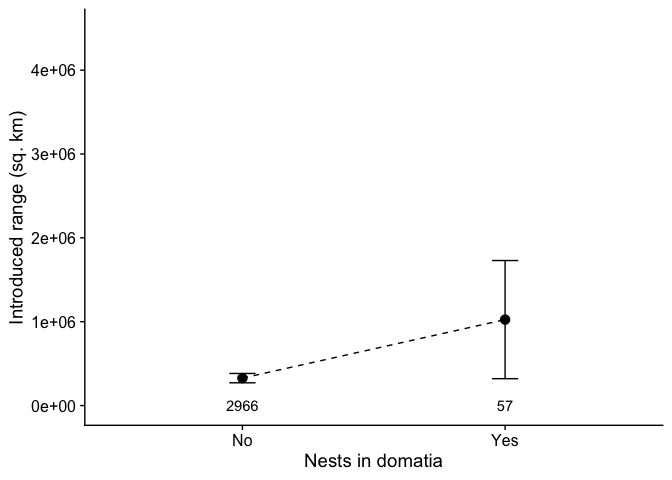 4e+06
3e+06
2e+06
1e+06
0e+00
Introduced range (sq. km)
2966
57
No
Yes
Nests in domatia